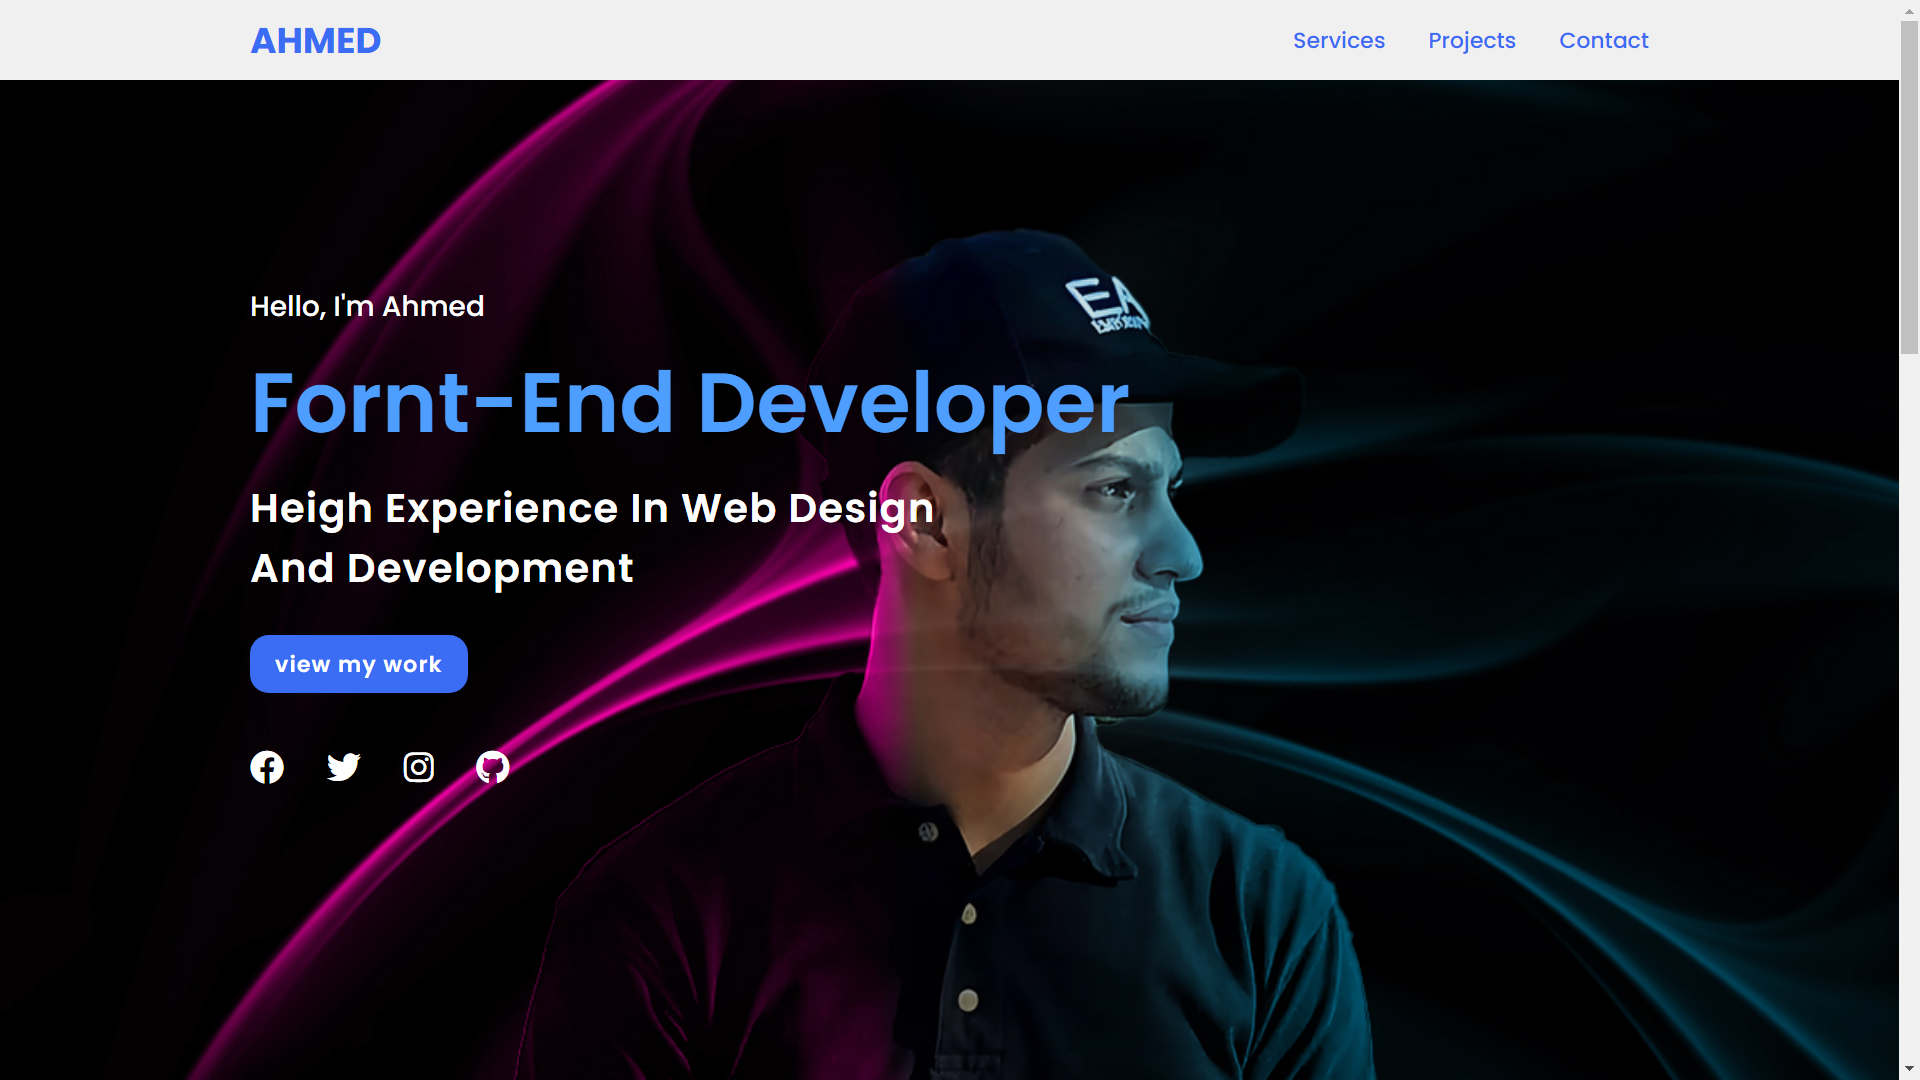 AHMED
Services Projects Contact
EA
Hello, I'm Ahmed
Fornt-End Developer
Heigh Experience In Web Design
And Development
view my work